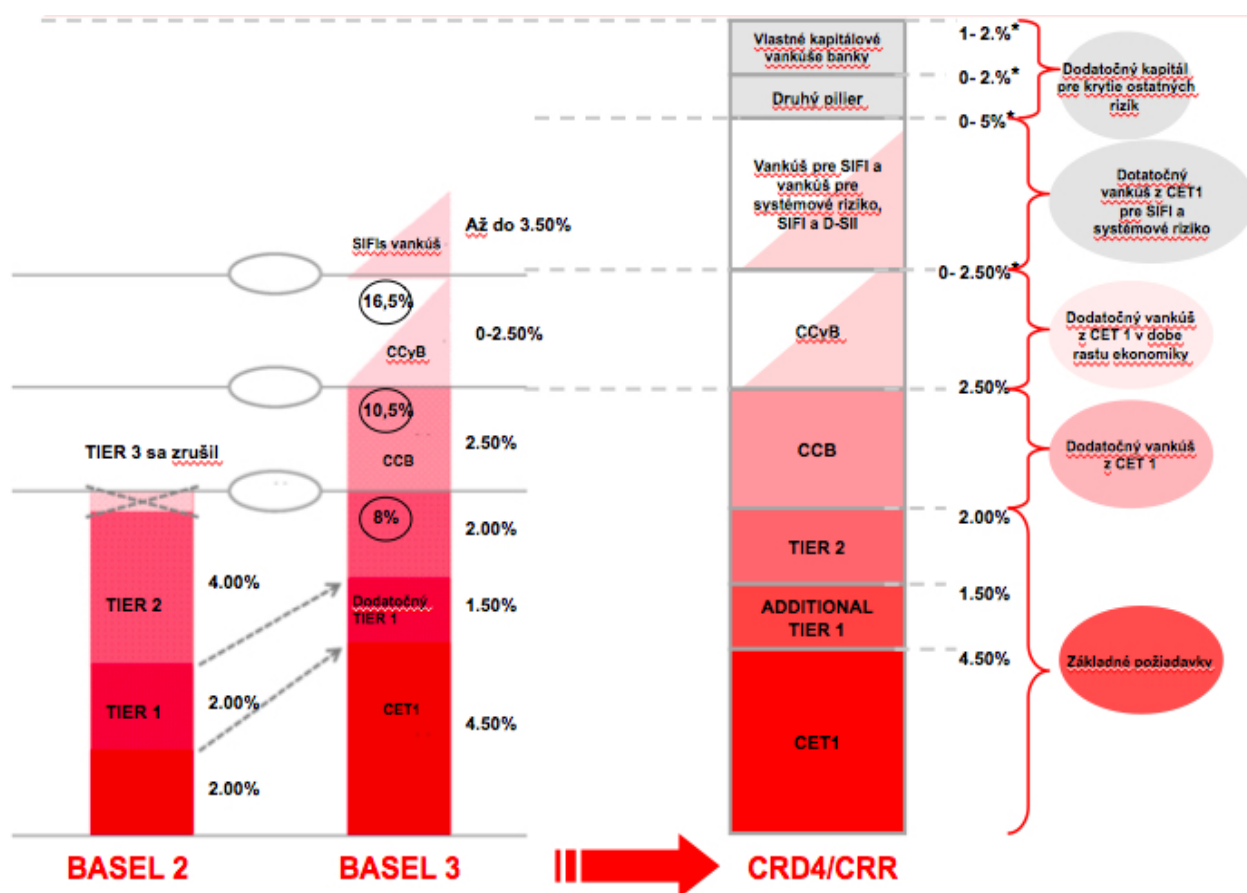 Vlastné kapitálové
vankúše banky
1- 2.%*
0- 2.%*
Druhý pilier
0- 5%*
Dodatočný kapitál
pre krytie ostatných
rizík
Vankúš pre SIFI a
vankúš pre
systémové riziko,
SIFI a D-SII
Dotatočný
vankúš z CET1
pre SIFI a
systémové riziko
SIFIs vankúš
Až do 3.50%
0- 2.50%*
16,5%
CCyB
0-2.50%
CCyB
Dodatočný vankúš
z CET 1 v dobe
rastu ekonomiky
2.50%
10,5%
CCB
2.50%
CCB
Dodatočný vankúš
z CET 1
TIER 3 sa zrušil
8%
2.00%
2.00%
TIER 2
4.00%
TIER 2
Dodatočný
TIER 1
1.50%
1.50%
ADDITIONAL
TIER 1
4.50%
Základné požiadavky
TIER 1
2.00%
CET1
4.50%
CET1
2.00%
BASEL 2
BASEL 3
CRD4/CRR